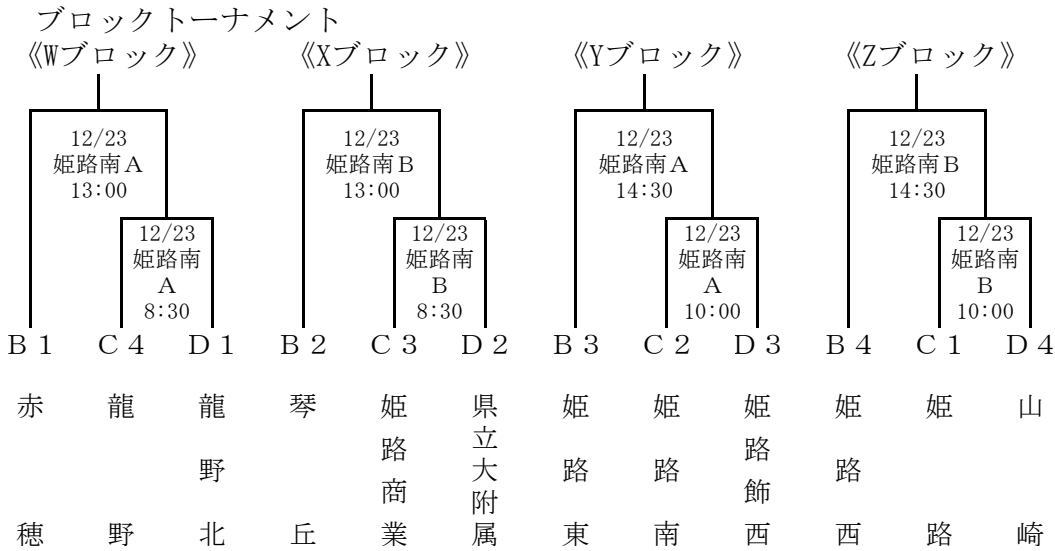 ブロックトーナメント
《Wブロック》 《Xブロック》 《Yブロック》 《Zブロック》
12/23
姫路南A
13:00
12/23
姫路南B
13:00
12/23
姫路南A
14:30
12/23
姫路南B
14:30
12/23
姫路南
A
8:30
12/23
姫路南
B
8:30
12/23
姫路南
A
10:00
12/23
姫路南
B
10:00
B1 C4 D1 B2 C3 D2 B3 C2 D3 B4 C1 D4
赤穂
龍野
龍野北
琴丘
姫路商業
県立大附属
姫路東
姫路南
姫路飾西
姫路西
姫路
山崎